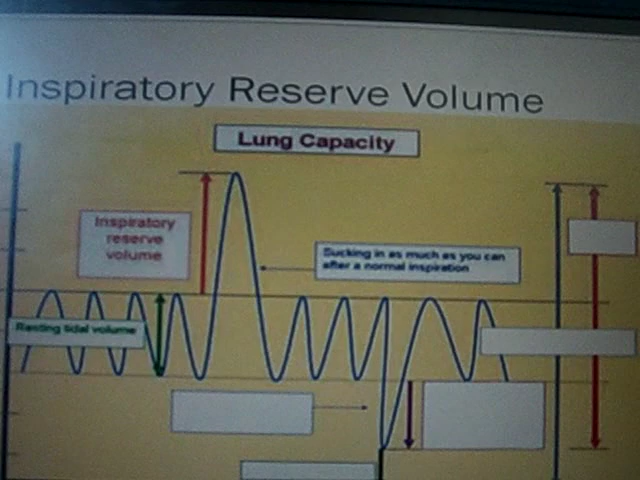 Inspiratory Reserve Volume
Lung Capacity
Inspiratory
reserve
volume
Sucking in as much as you can
after a normal inspiration
Resting tidal volume